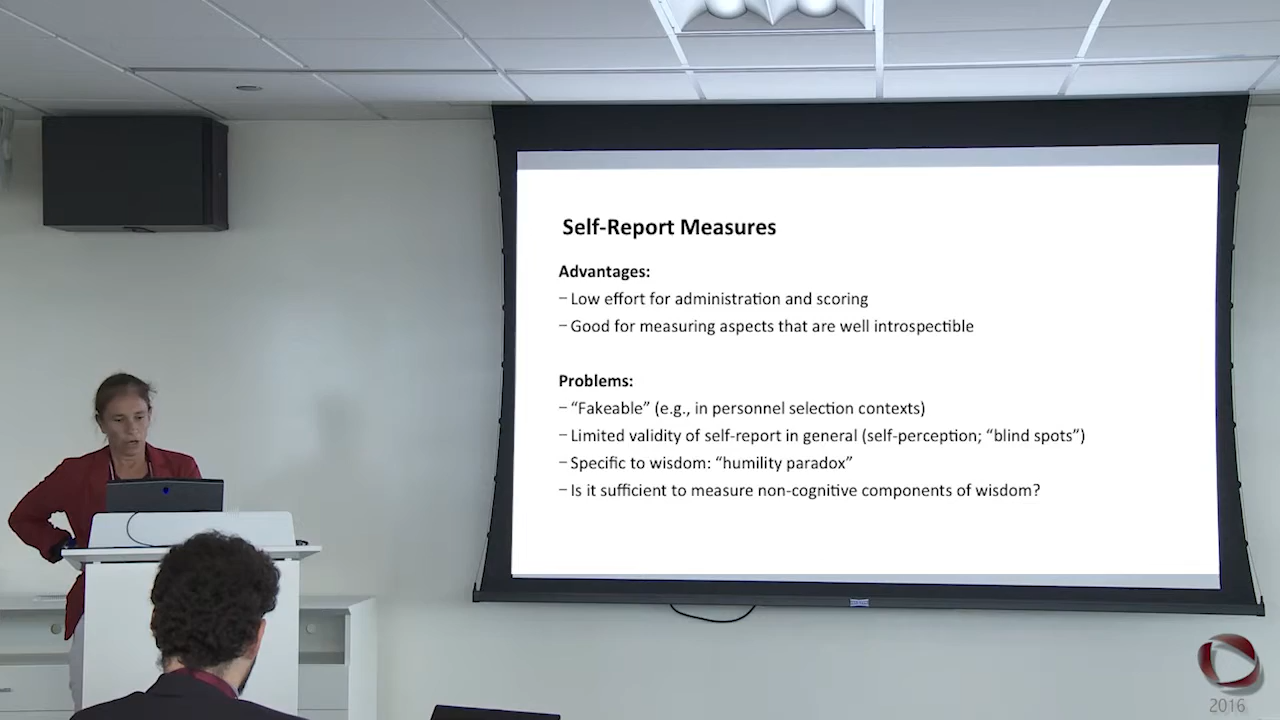 Self-Report Measures
Advantages:
– Low effort for administration and scoring
– Good for measuring aspects that are well introspectible
Problems:
– “Fakeable” (e.g., in personnel selection contexts)
– Limited validity of self-report in general (self-perception; “blind spots”)
– Specific to wisdom: “humility paradox”
– Is it sufficient to measure non-cognitive components of wisdom?
2016